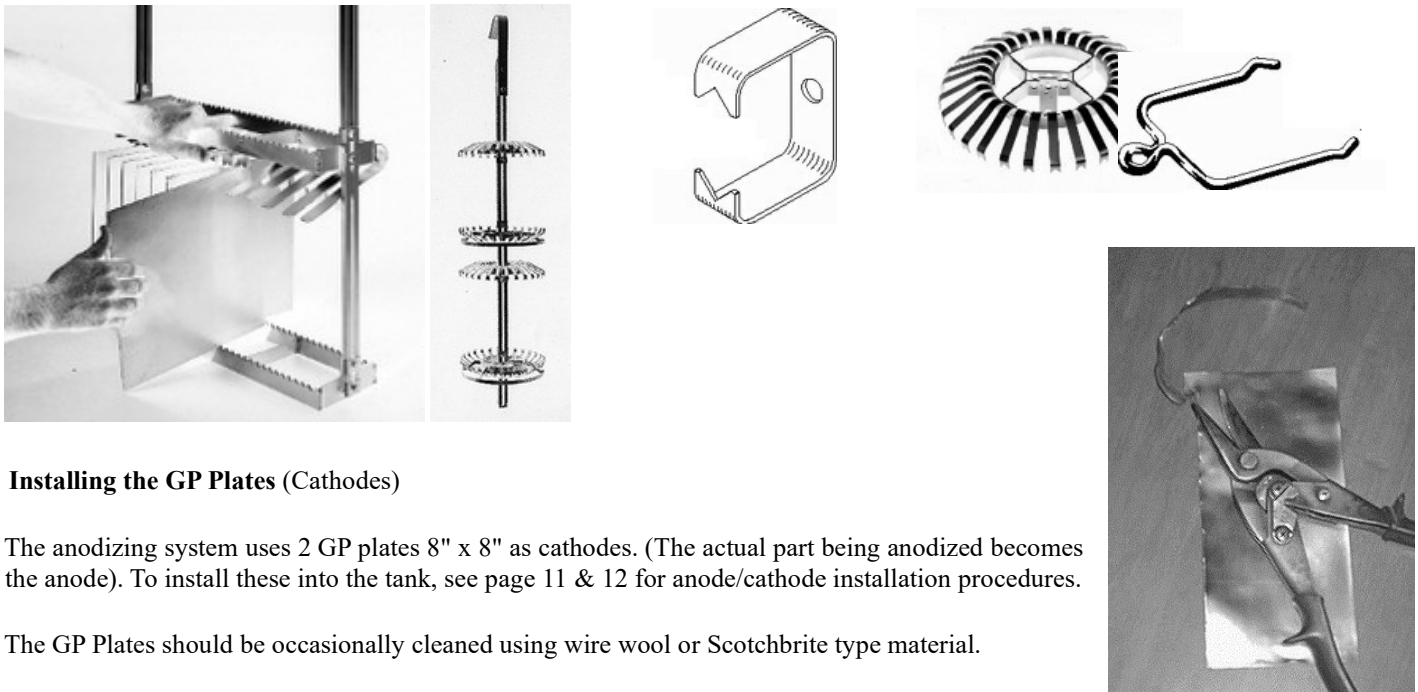 Installing the GP Plates (Cathodes)
The anodizing system uses 2 GP plates 8" x 8" as cathodes. (The actual part being anodized becomes
the anode). To install these into the tank, see page 11 & 12 for anode/cathode installation procedures.
The GP Plates should be occasionally cleaned using wire wool or Scotchbrite type material.